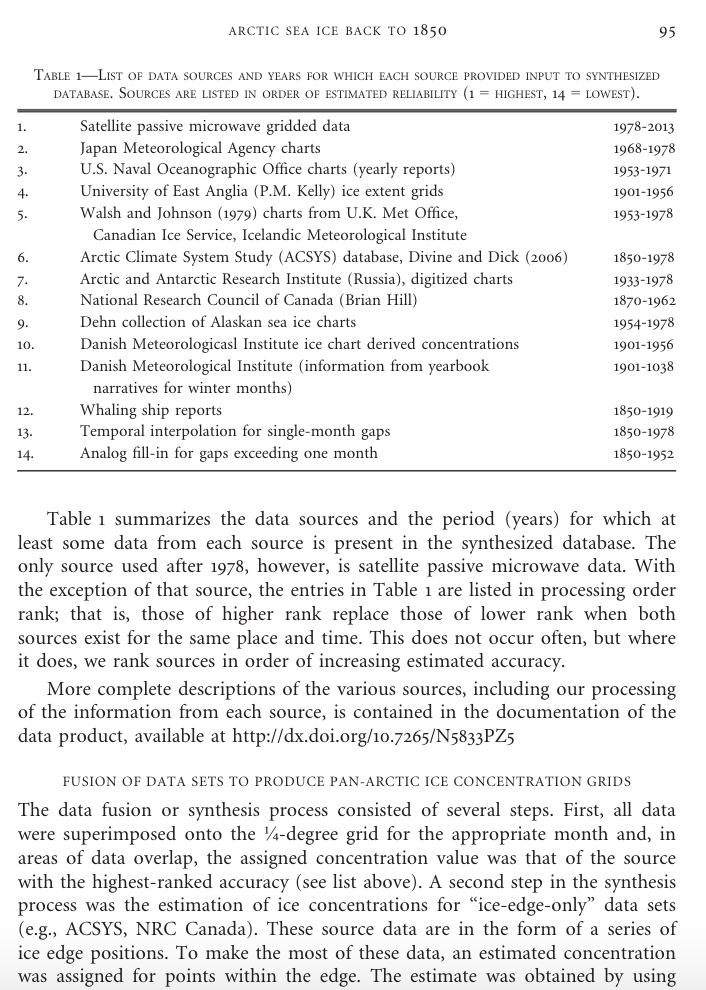 ARCTIC SEA ICE BACK TO 1850 95
TABLE 1—LIST OF DATA SOURCES AND YEARS FOR WHICH EACH SOURCE PROVIDED INPUT TO SYNTHESIZED
DATABASE. SOURCES ARE LISTED IN ORDER OF ESTIMATED RELIABILITY (1 = HIGHEST, 14 = LOWEST).
1. Satellite passive microwave gridded data 1978-2013
2. Japan Meteorological Agency charts 1968-1978
3. U.S. Naval Oceanographic Office charts (yearly reports) 1953-1971
4. University of East Anglia (P.M. Kelly) ice extent grids 1901-1956
5. Walsh and Johnson (1979) charts from U.K. Met Office, 1953-1978
Canadian Ice Service, Icelandic Meteorological Institute
6. Arctic Climate System Study (ACSYS) database, Divine and Dick (2006) 1850-1978
7. Arctic and Antarctic Research Institute (Russia), digitized charts 1933-1978
8. National Research Council of Canada (Brian Hill) 1870-1962
9. Dehn collection of Alaskan sea ice charts 1954-1978
10. Danish Meteorologicasl Institute ice chart derived concentrations 1901-1956
11. Danish Meteorological Institute (information from yearbook 1901-1038
narratives for winter months)
12. Whaling ship reports 1850-1919
13. Temporal interpolation for single-month gaps 1850-1978
14. Analog fill-in for gaps exceeding one month 1850-1952
Table 1 summarizes the data sources and the period (years) for which at
least some data from each source is present in the synthesized database. The
only source used after 1978, however, is satellite passive microwave data. With
the exception of that source, the entries in Table 1 are listed in processing order
rank; that is, those of higher rank replace those of lower rank when both
sources exist for the same place and time. This does not occur often, but where
it does, we rank sources in order of increasing estimated accuracy.
More complete descriptions of the various sources, including our processing
of the information from each source, is contained in the documentation of the
data product, available at http://dx.doi.org/10.7265/N5833PZ5
FUSION OF DATA SETS TO PRODUCE PAN-ARCTIC ICE CONCENTRATION GRIDS
The data fusion or synthesis process consisted of several steps. First, all data
were superimposed onto the ¼-degree grid for the appropriate month and, in
areas of data overlap, the assigned concentration value was that of the source
with the highest-ranked accuracy (see list above). A second step in the synthesis
process was the estimation of ice concentrations for “ice-edge-only” data sets
(e.g., ACSYS, NRC Canada). These source data are in the form of a series of
ice edge positions. To make the most of these data, an estimated concentration
was assigned for points within the edge. The estimate was obtained by using